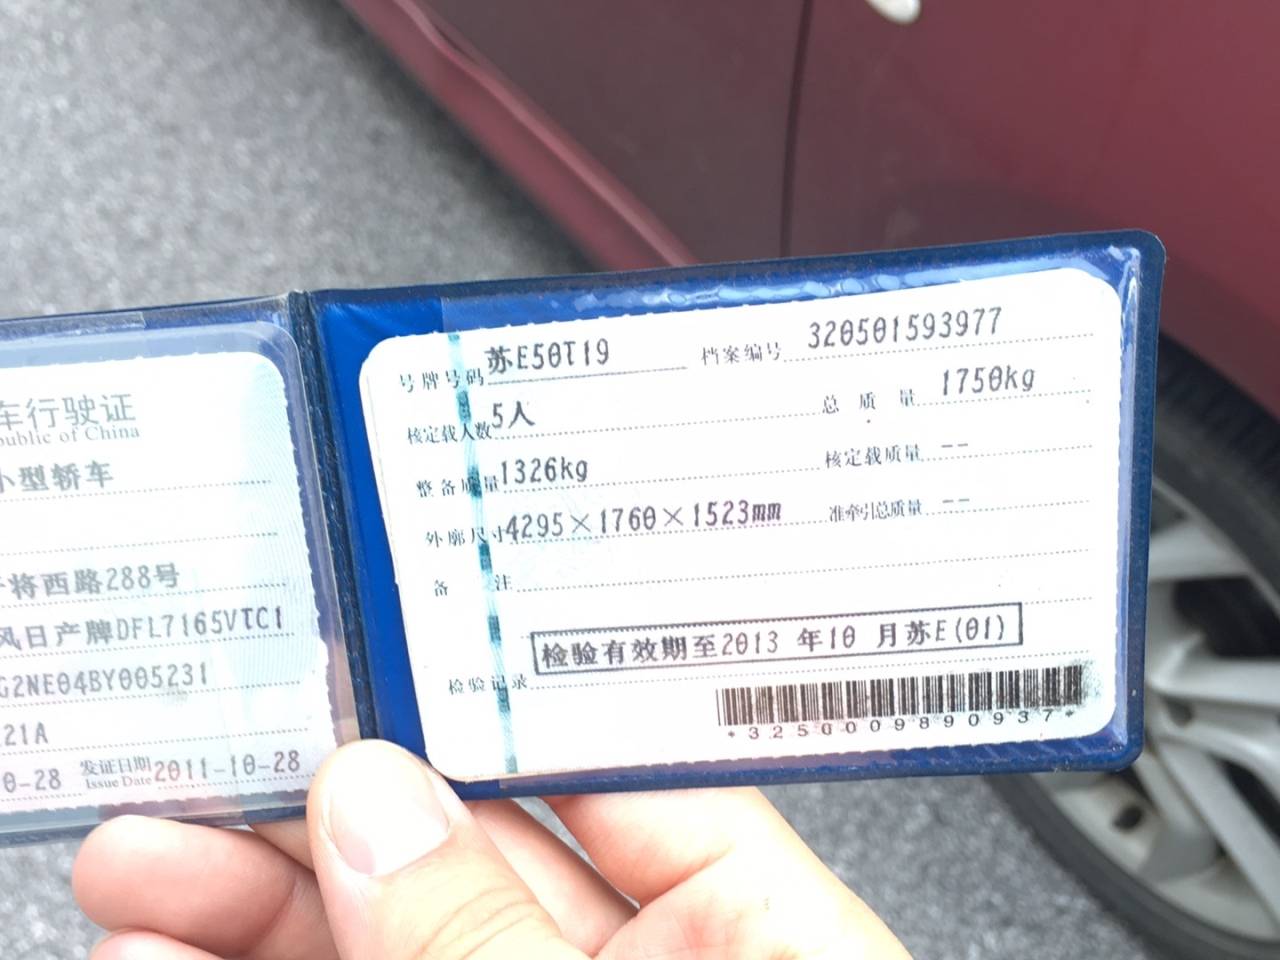 车行驶证
public of China
小型轿车
将西路288号
风日产牌DFL7165VTC1
G2NE04BY005231
21A
0-28 发证日期 Issue Date 2011-10-28
号牌号码 苏E50T19 档案编号 320501593977
核定载人数 5人 总质量 1750kg
整备质量 1326kg 核定载质量 --
外廓尺寸 4295×1760×1523mm 准牵引总质量 --
备注
检验有效期至2013 年10 月苏E(01)
检验记录
*3250009890937*